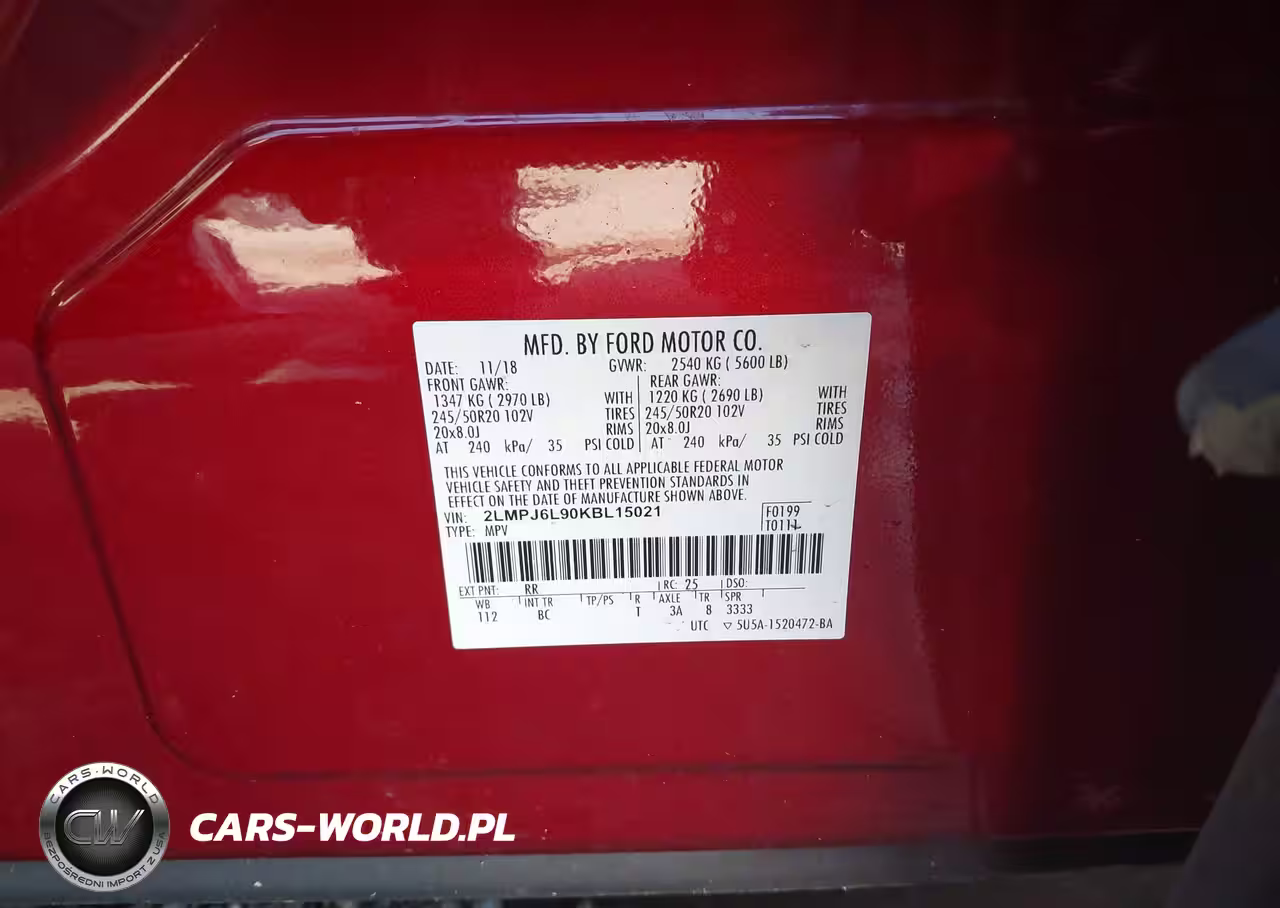 MFD. BY FORD MOTOR CO.
DATE: 11/18 GVWR: 2540 KG ( 5600 LB)
FRONT GAWR: REAR GAWR:
1347 KG ( 2970 LB) WITH 1220 KG ( 2690 LB) WITH
245/50R20 102V TIRES 245/50R20 102V TIRES
20x8.0J RIMS 20x8.0J RIMS
AT 240 kPa/ 35 PSI COLD AT 240 kPa/ 35 PSI COLD
THIS VEHICLE CONFORMS TO ALL APPLICABLE FEDERAL MOTOR
VEHICLE SAFETY AND THEFT PREVENTION STANDARDS IN
EFFECT ON THE DATE OF MANUFACTURE SHOWN ABOVE.
VIN: 2LMPJ6L90KBL15021 F0199
TYPE: MPV T0111
EXT PNT: RR RC: 25 DSO:
WB INT TR TP/PS R AXLE TR SPR
112 BC T 3A 8 3333
UTC ▽ 5U5A-1520472-BA
CARS-WORLD
CW
BEZPOŚREDNI IMPORT Z USA
CARS-WORLD.PL